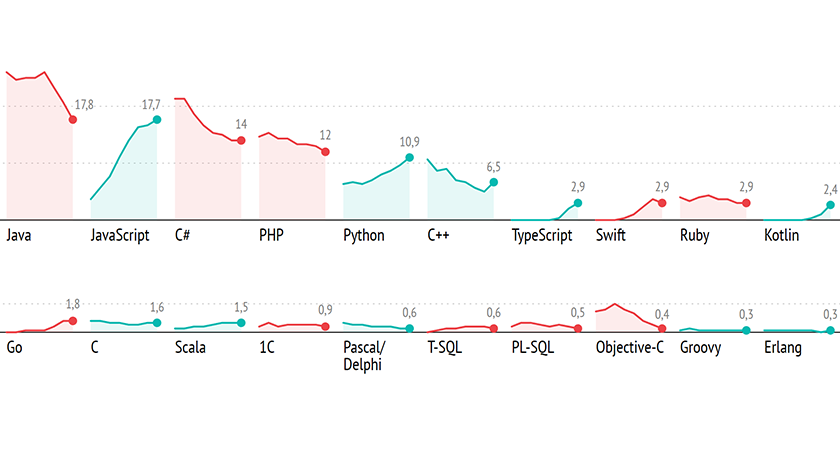 17,8 17,7 14 12 10,9 6,5 2,9 2,9 2,9 2,4
Java JavaScript C# PHP Python C++ TypeScript Swift Ruby Kotlin
1,8 1,6 1,5 0,9 0,6 0,6 0,5 0,4 0,3 0,3
Go C Scala 1C Pascal/ T-SQL PL-SQL Objective-C Groovy Erlang
Delphi